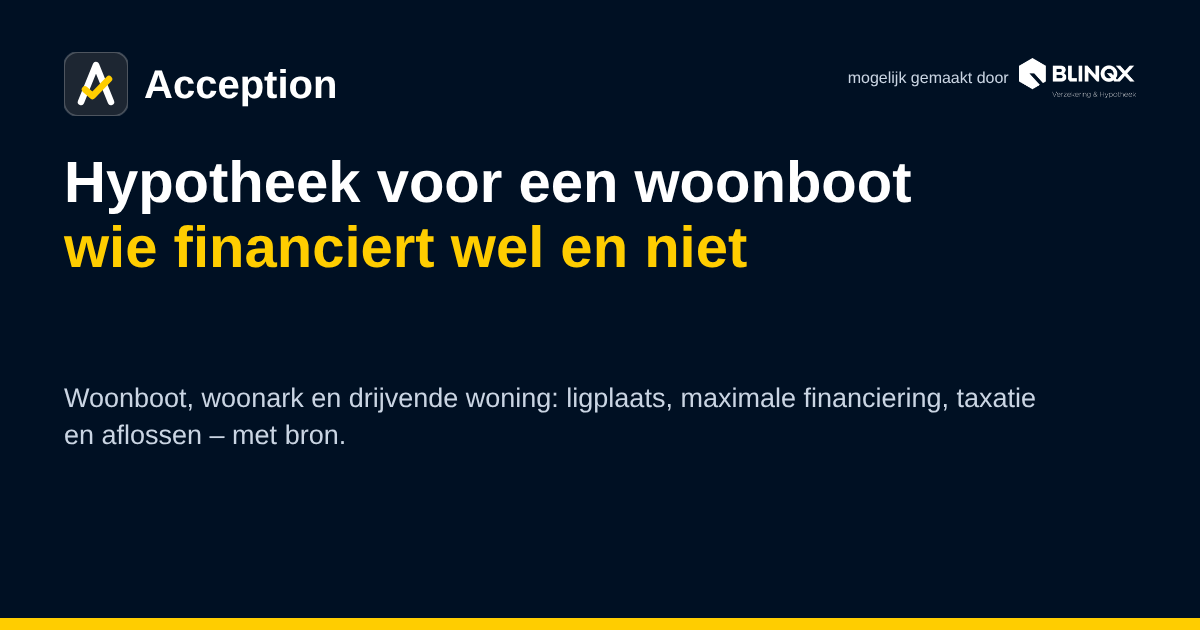 Acception
mogelijk gemaakt door
BLINQX
Verzekering & Hypotheek
Hypotheek voor een woonboot
wie financiert wel en niet
Woonboot, woonark en drijvende woning: ligplaats, maximale financiering, taxatie
en aflossen – met bron.